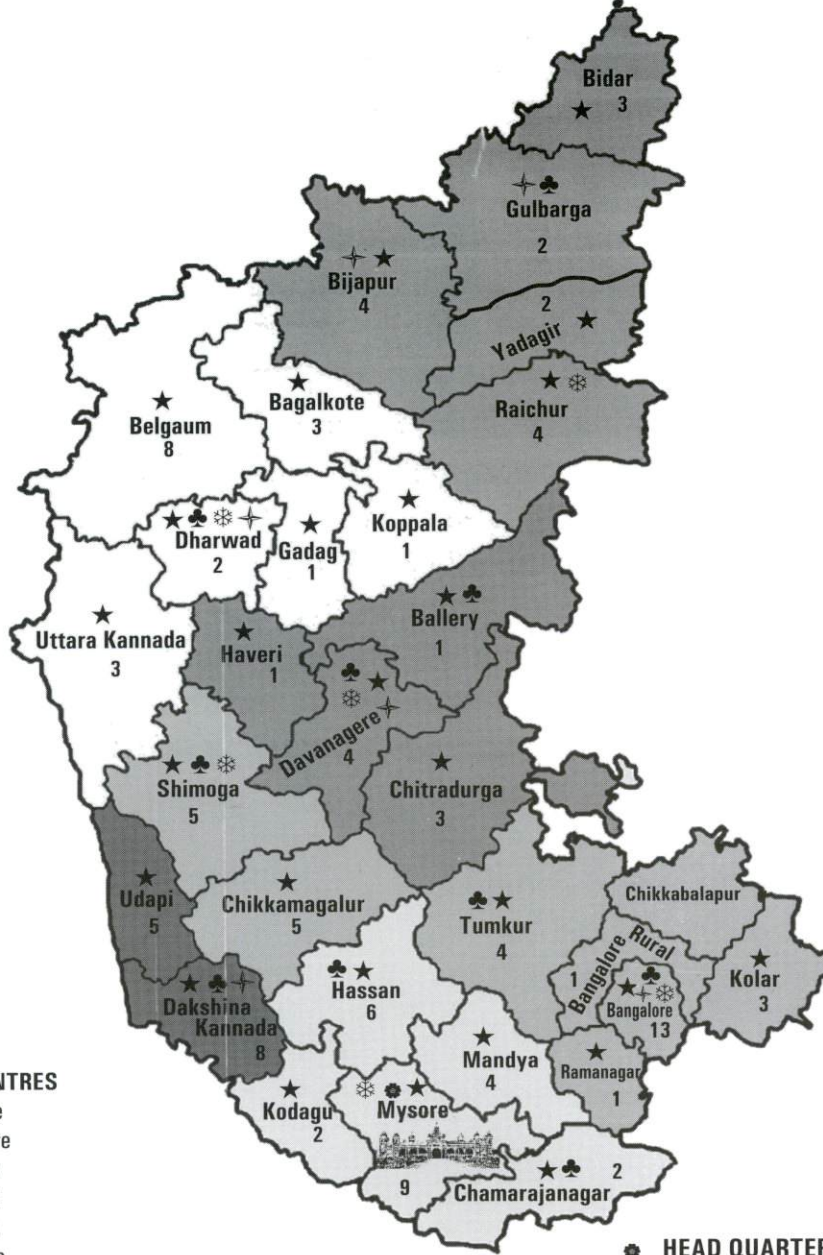 Bidar
3
Gulbarga
2
Bijapur
4
2
Yadagir
Raichur
4
Bagalkote
3
Belgaum
8
Koppala
1
Dharwad
2
Gadag
1
Ballery
1
Uttara Kannada
3
Haveri
1
Davanagere
4
Shimoga
5
Chitradurga
3
Udapi
5
Chikkamagalur
5
Tumkur
4
Chikkabalapur
Bangalore Rural
1
Kolar
3
Bangalore
13
Hassan
6
Dakshina
Kannada
8
Mandya
4
Ramanagar
1
Kodagu
2
Mysore
9
Chamarajanagar
2